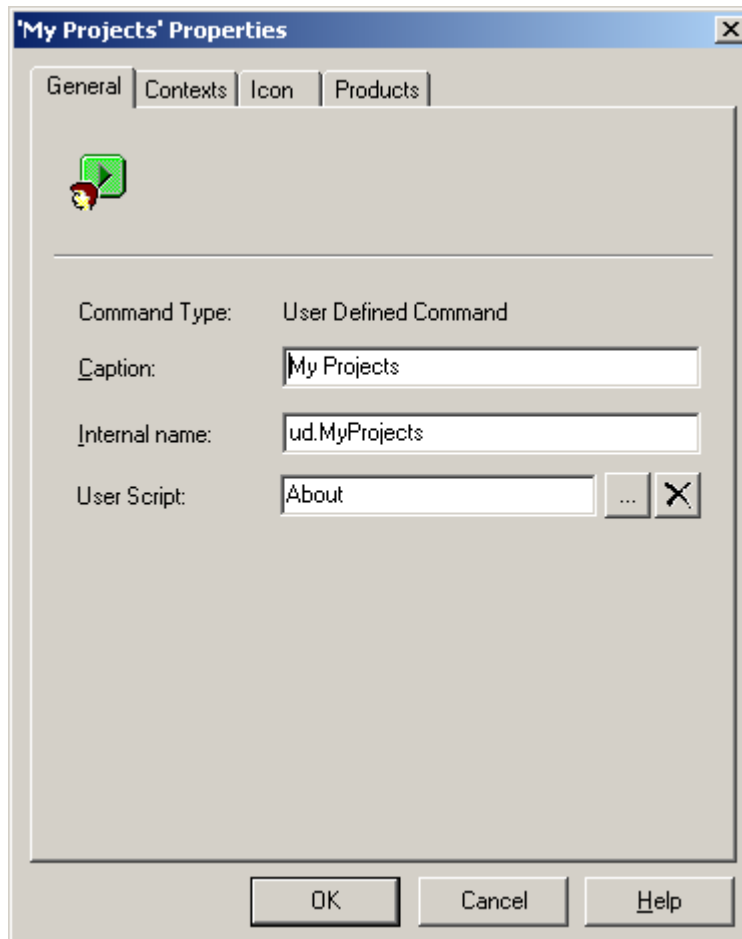 'My Projects' Properties
General Contexts Icon Products
Command Type: User Defined Command
Caption: My Projects
Internal name: ud.MyProjects
User Script: About ...
OK Cancel Help